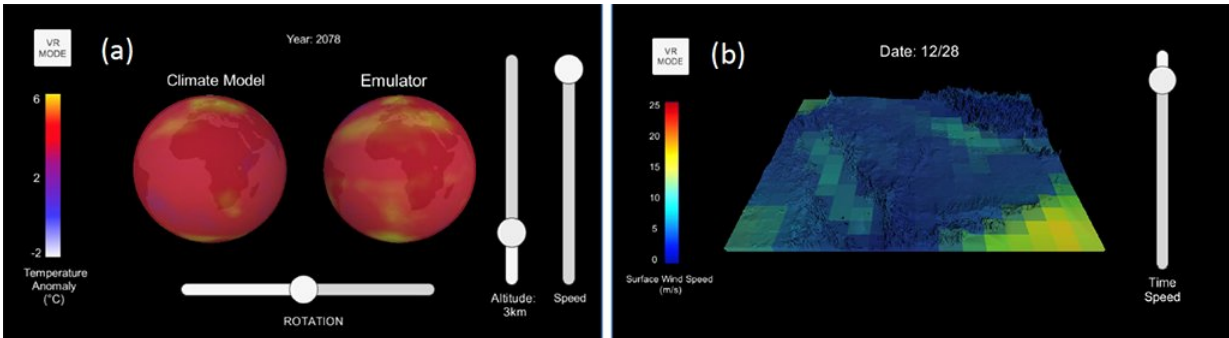 VR
MODE
(a)
Year: 2078
Climate Model
Emulator
6
2
-2
Temperature
Anomaly
(°C)
ROTATION
Altitude:
3km
Speed
VR
MODE
(b)
Date: 12/28
25
20
15
10
5
0
Surface Wind Speed
(m/s)
Time
Speed